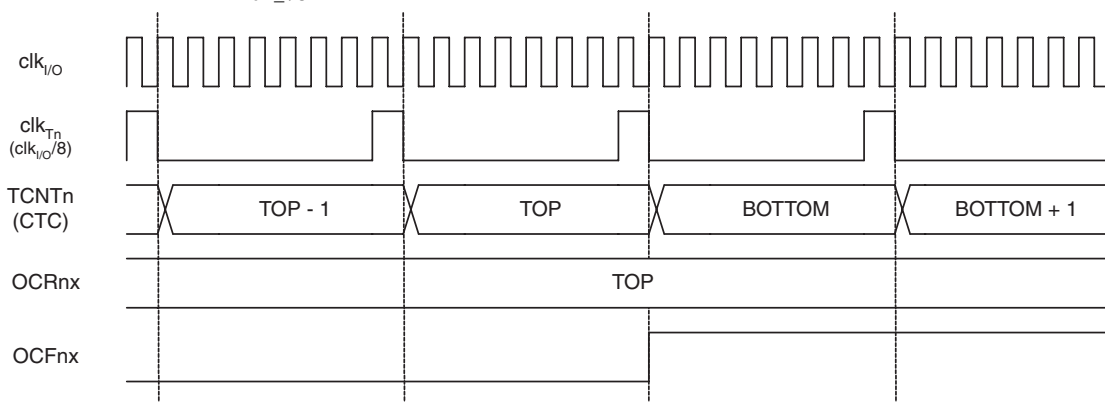 clkI/O
clkTn
(clkI/O/8)
TCNTn
(CTC)
TOP - 1
TOP
BOTTOM
BOTTOM + 1
OCRnx
TOP
OCFnx